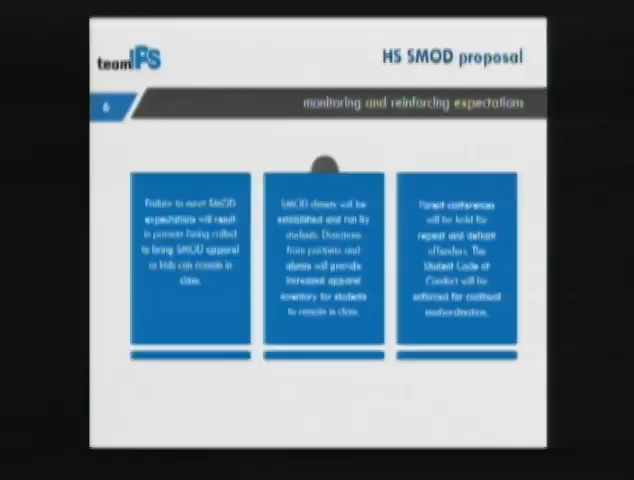 teamIFS
HS SMOD proposal
6
monitoring and reinforcing expectations
Failure to meet SMOD
expectations will result
in parents being called
to bring SMOD apparel
so kids can remain in
class.
SMOD closets will be
established and run by
students. Donations
from partners and
alumni will provide
increased apparel
inventory for students
to remain in class.
Parent conferences
will be held for
repeat and defiant
offenders. The
Student Code of
Conduct will be
enforced for continual
insubordination.